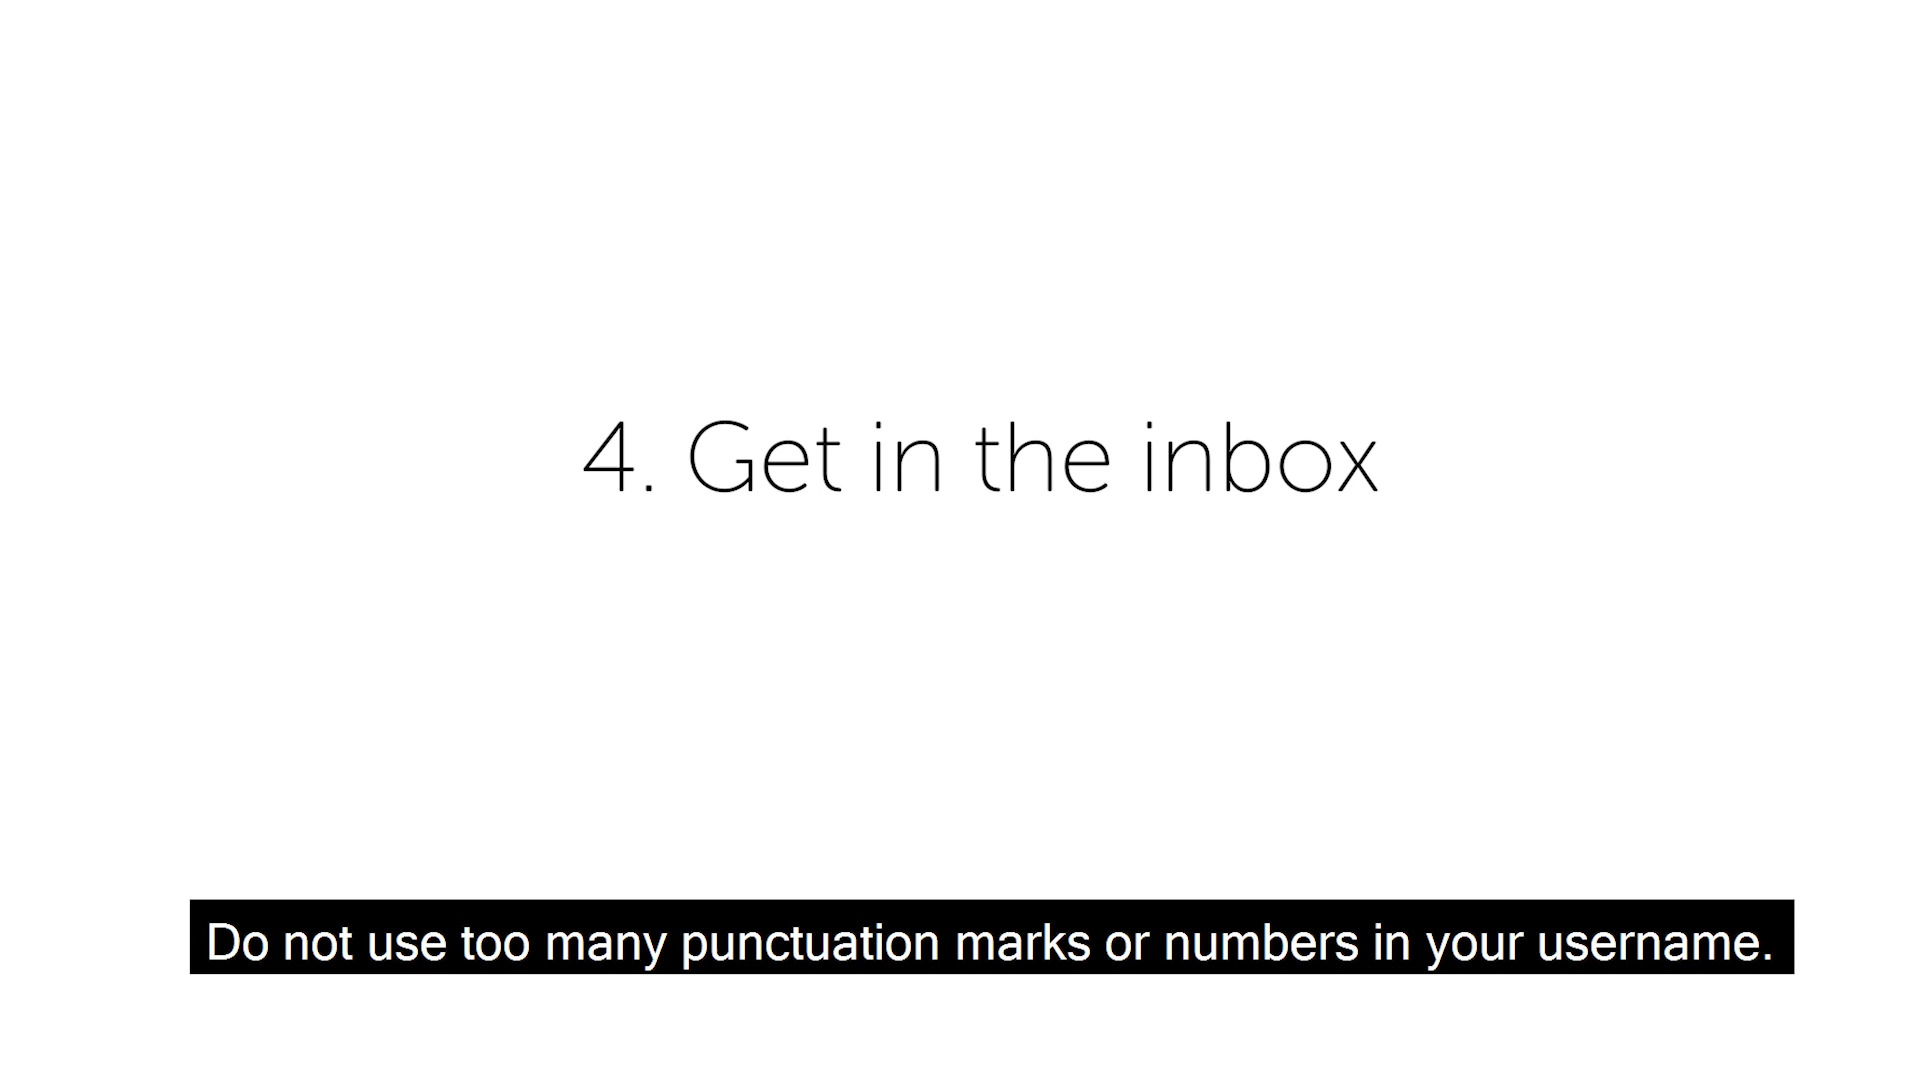 4. Get in the inbox
Do not use too many punctuation marks or numbers in your username.